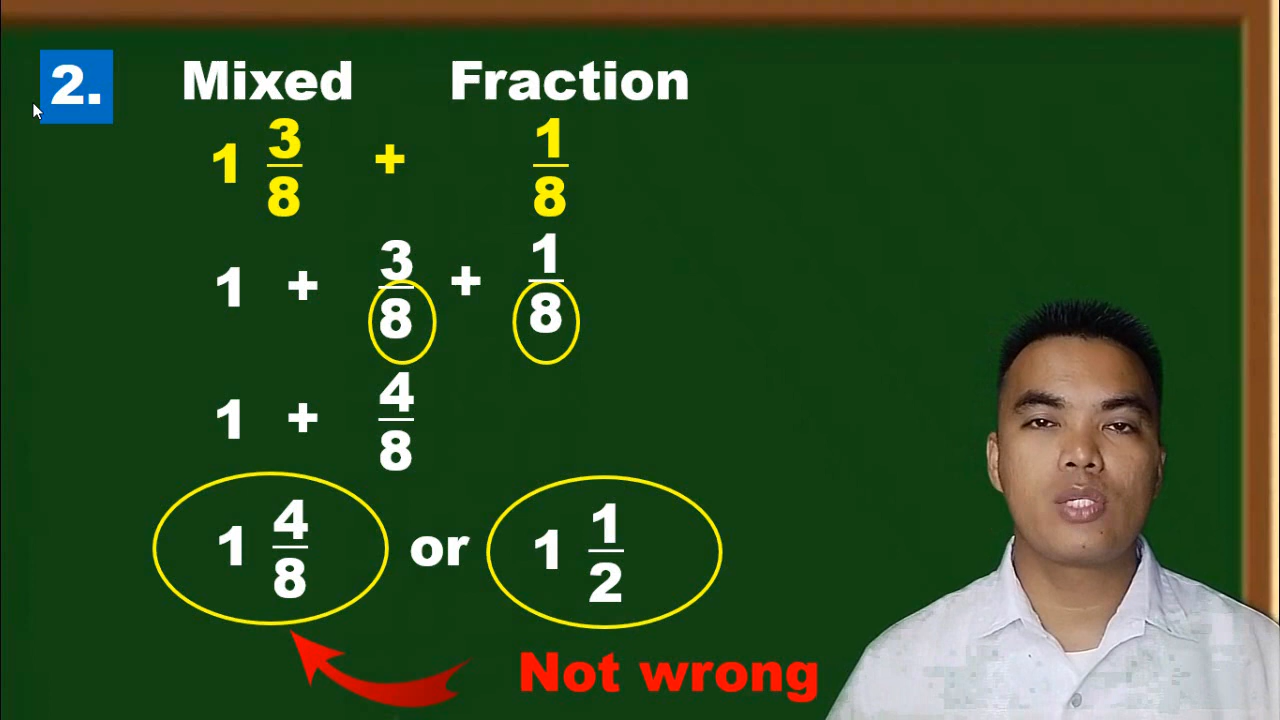 2. Mixed Fraction
1 3/8 + 1/8
1 + 3/8 + 1/8
1 + 4/8
1 4/8 or 1 1/2
Not wrong